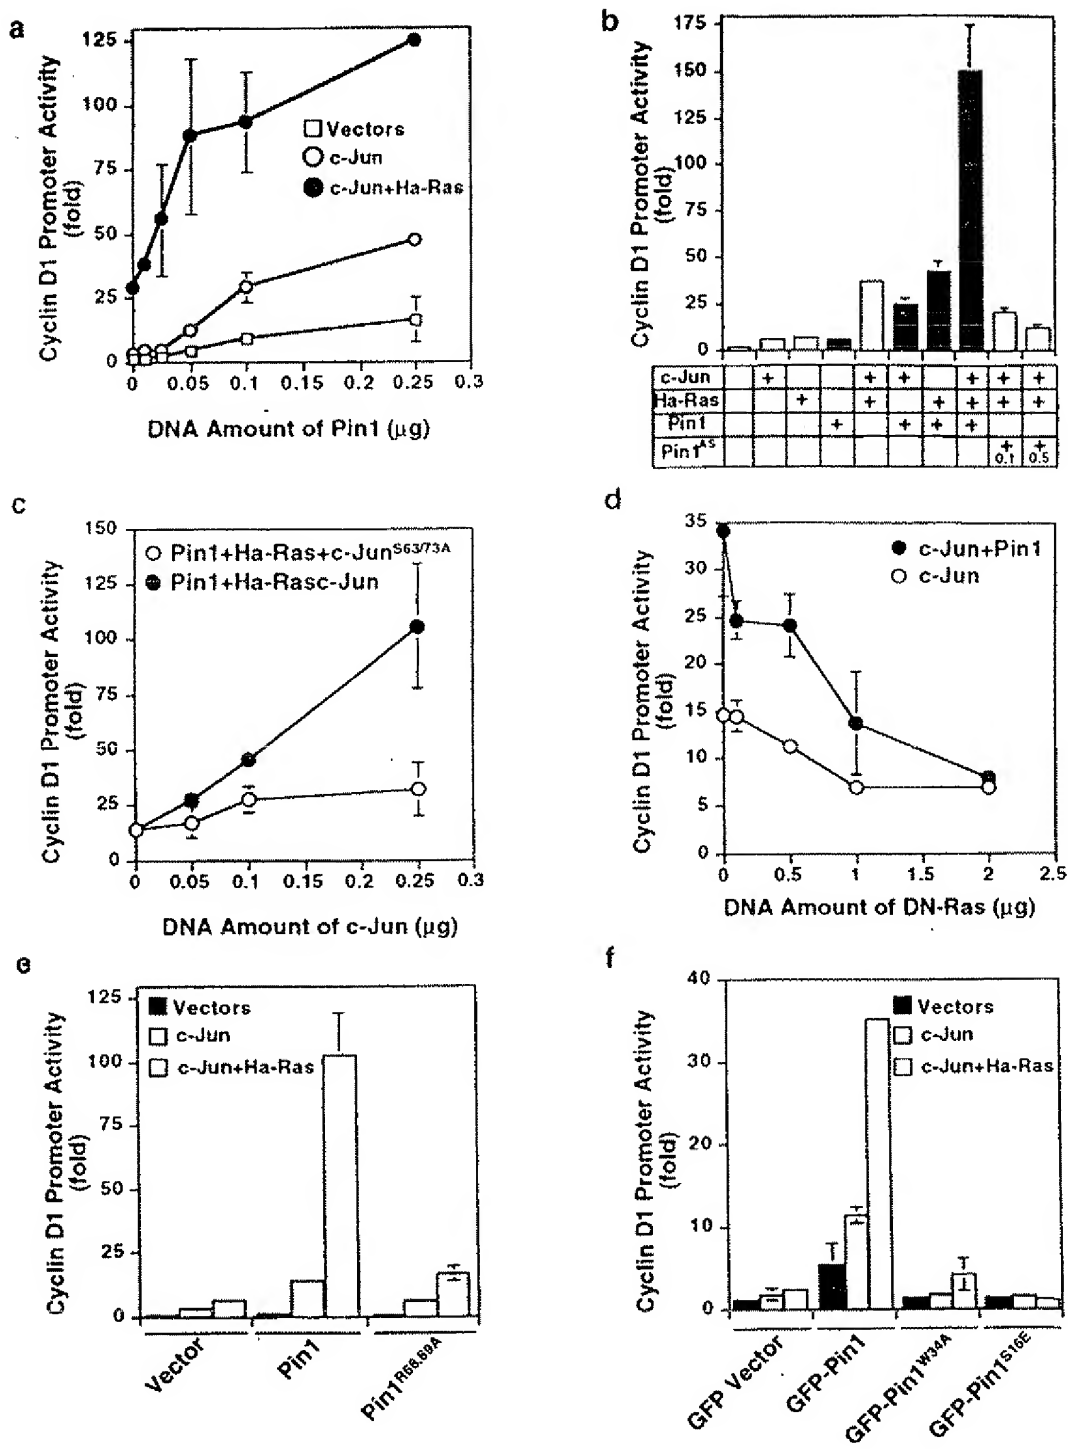 a
Cyclin D1 Promoter Activity
(fold)
125
100
75
50
25
0
Vectors
c-Jun
c-Jun+Ha-Ras
0 0.05 0.1 0.15 0.2 0.25 0.3
DNA Amount of Pin1 (µg)
b
Cyclin D1 Promoter Activity
(fold)
175
150
125
100
75
50
25
0
c-Jun + + + + + +
Ha-Ras + + + + + +
Pin1 + + + +
Pin1AS + +
0.1 0.5
c
Cyclin D1 Promoter Activity
(fold)
150
125
100
75
50
25
0
Pin1+Ha-Ras+c-JunS63/73A
Pin1+Ha-Rasc-Jun
0 0.05 0.1 0.15 0.2 0.25 0.3
DNA Amount of c-Jun (µg)
d
Cyclin D1 Promoter Activity
(fold)
35
30
25
20
15
10
5
0
c-Jun+Pin1
c-Jun
0 0.5 1 1.5 2 2.5
DNA Amount of DN-Ras (µg)
e
Cyclin D1 Promoter Activity
(fold)
125
100
75
50
25
0
Vectors
c-Jun
c-Jun+Ha-Ras
Vector
Pin1
Pin1R68,69A
f
Cyclin D1 Promoter Activity
(fold)
40
30
20
10
0
Vectors
c-Jun
c-Jun+Ha-Ras
GFP Vector
GFP-Pin1
GFP-Pin1W34A
GFP-Pin1S16E